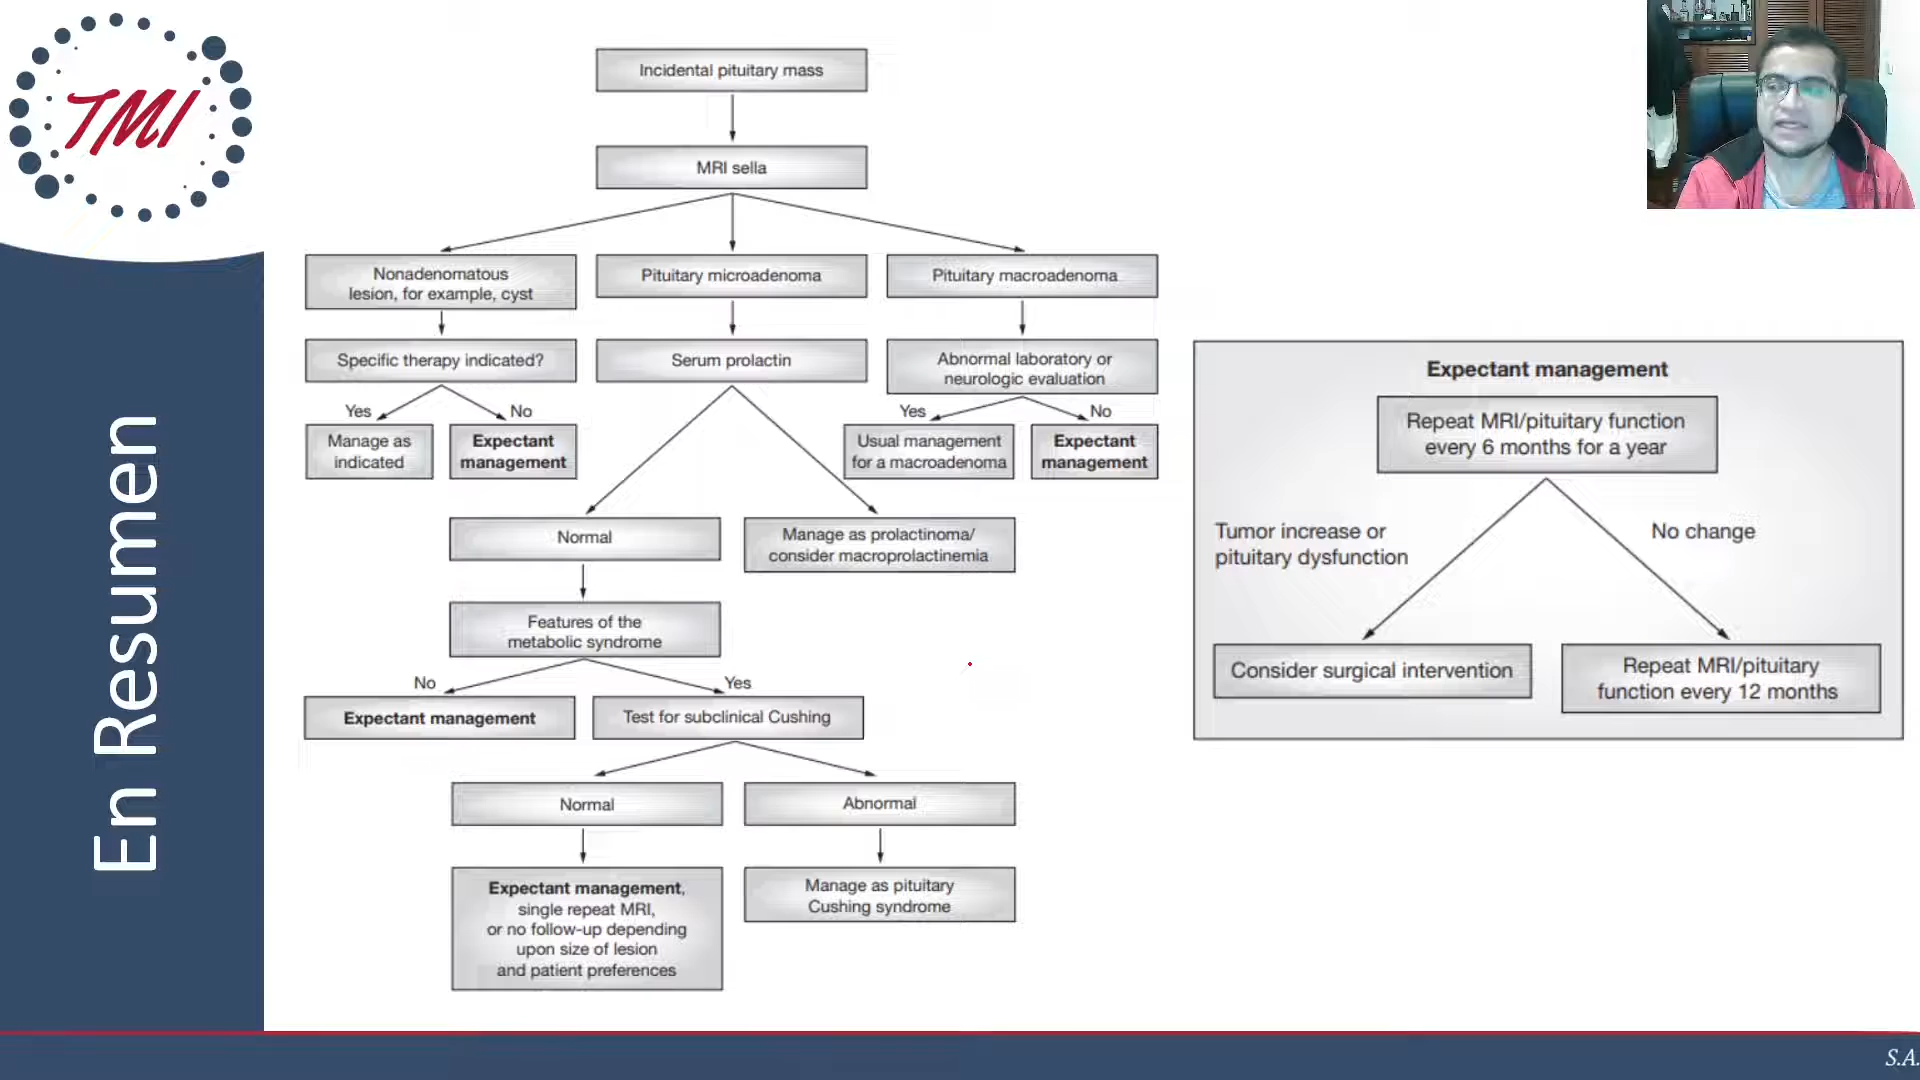 TMI
En Resumen
Incidental pituitary mass
MRI sella
Nonadenomatous
lesion, for example, cyst
Pituitary microadenoma
Pituitary macroadenoma
Specific therapy indicated?
Serum prolactin
Abnormal laboratory or
neurologic evaluation
Yes
No
Yes
No
Manage as
indicated
Expectant
management
Usual management
for a macroadenoma
Expectant
management
Normal
Manage as prolactinoma/
consider macroprolactinemia
Features of the
metabolic syndrome
No
Yes
Expectant management
Test for subclinical Cushing
Normal
Abnormal
Expectant management,
single repeat MRI,
or no follow-up depending
upon size of lesion
and patient preferences
Manage as pituitary
Cushing syndrome
Expectant management
Repeat MRI/pituitary function
every 6 months for a year
Tumor increase or
pituitary dysfunction
No change
Consider surgical intervention
Repeat MRI/pituitary
function every 12 months
S.A.